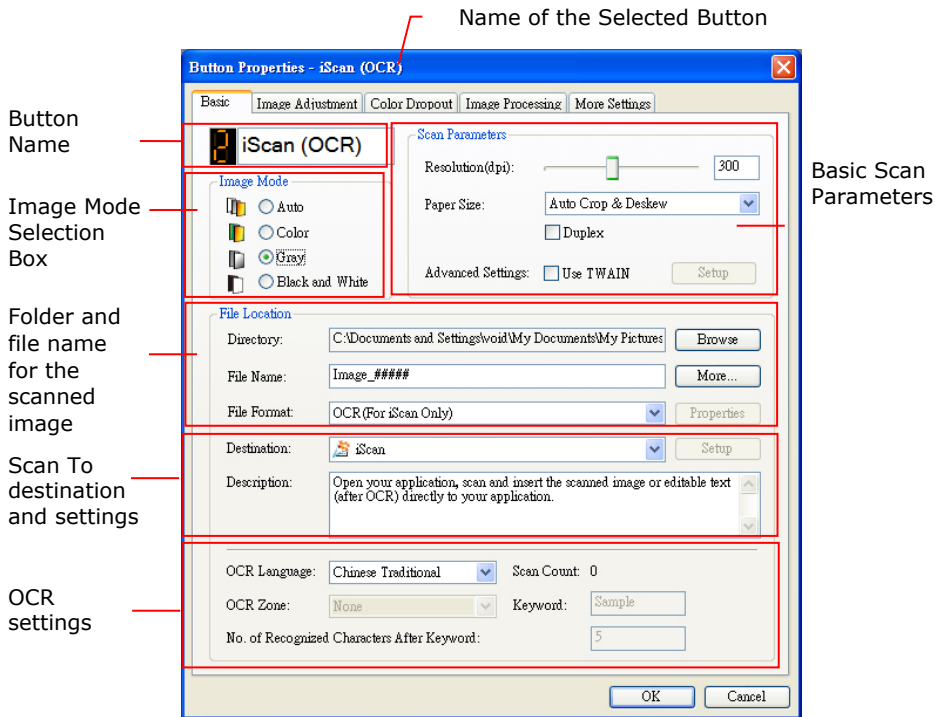 Name of the Selected Button
Button Properties - iScan (OCR)
Basic Image Adjustment Color Dropout Image Processing More Settings
Button
Name
2 iScan (OCR)
Scan Parameters
Resolution(dpi): 300
Paper Size: Auto Crop & Deskew
Duplex
Advanced Settings: Use TWAIN Setup
Basic Scan
Parameters
Image Mode
Selection
Box
Image Mode
Auto
Color
Gray
Black and White
Folder and
file name
for the
scanned
image
File Location
Directory: C:\Documents and Settings\void\My Documents\My Pictures Browse
File Name: Image_##### More...
File Format: OCR(For iScan Only) Properties
Scan To
destination
and settings
Destination: iScan Setup
Description: Open your application, scan and insert the scanned image or editable text
(after OCR) directly to your application.
OCR
settings
OCR Language: Chinese Traditional Scan Count: 0
OCR Zone: None Keyword: Sample
No. of Recognized Characters After Keyword: 5
OK Cancel